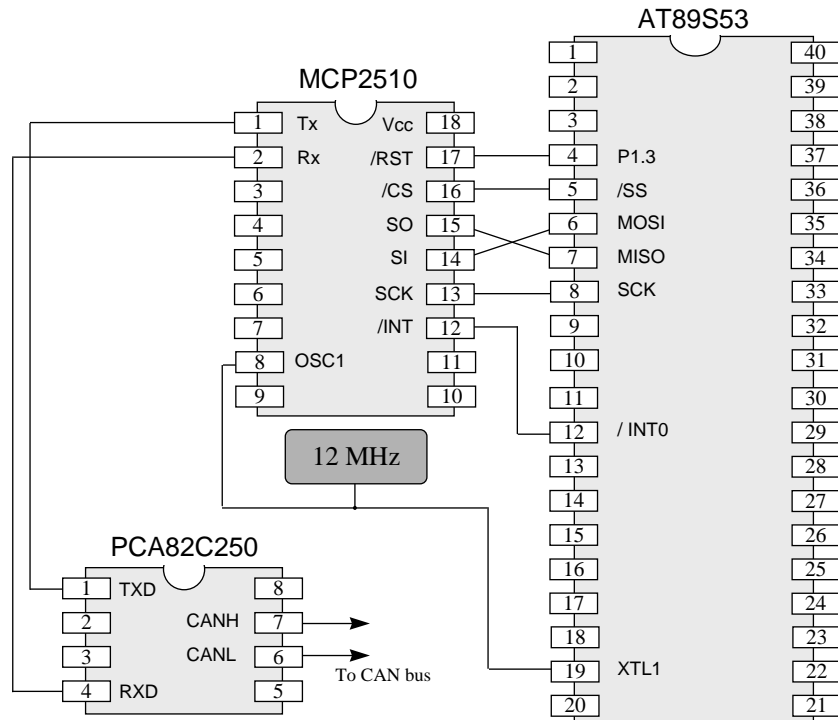 AT89S53
1 40
2 39
3 38
4 P1.3 37
5 /SS 36
6 MOSI 35
7 MISO 34
8 SCK 33
9 32
10 31
11 30
12 / INT0 29
13 28
14 27
15 26
16 25
17 24
18 23
19 XTL1 22
20 21
MCP2510
1 Tx Vcc 18
2 Rx /RST 17
3 /CS 16
4 SO 15
5 SI 14
6 SCK 13
7 /INT 12
8 OSC1 11
9 10
12 MHz
PCA82C250
1 TXD 8
2 CANH 7
3 CANL 6
4 RXD 5
To CAN bus